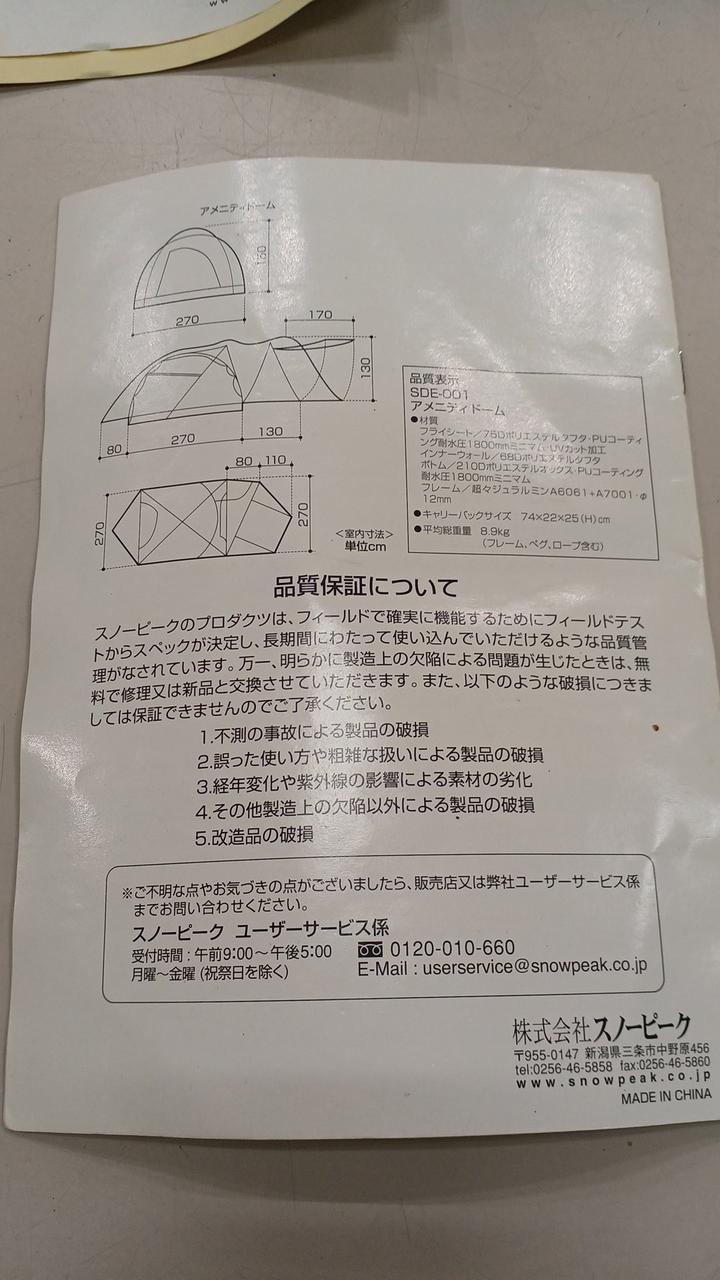 アメニティドーム
150
270
170
130
80
270
130
80
110
270
270
<室内寸法>
単位cm
品質表示
SDE-001
アメニティドーム
●材質
フライシート/75Dポリエステルタフタ・PUコーティ
ング耐水圧1800mmミニマム・UVカット加工
インナーウォール/68Dポリエステルタフタ
ボトム/210Dポリエステルオックス・PUコーティング
耐水圧1800mmミニマム
フレーム/超々ジュラルミンA6061+A7001・φ
12mm
●キャリーバックサイズ 74×22×25(H)cm
●平均総重量 8.9kg
(フレーム、ペグ、ロープ含む)
品質保証について
スノーピークのプロダクツは、フィールドで確実に機能するためにフィールドテス
トからスペックが決定し、長期間にわたって使い込んでいただけるような品質管
理がなされています。万一、明らかに製造上の欠陥による問題が生じたときは、無
料で修理又は新品と交換させていただきます。また、以下のような破損につきま
しては保証できませんのでご了承ください。
1.不測の事故による製品の破損
2.誤った使い方や粗雑な扱いによる製品の破損
3.経年変化や紫外線の影響による素材の劣化
4.その他製造上の欠陥以外による製品の破損
5.改造品の破損
※ご不明な点やお気づきの点がございましたら、販売店又は弊社ユーザーサービス係
までお問い合わせください。
スノーピーク ユーザーサービス係
受付時間:午前9:00〜午後5:00
月曜〜金曜(祝祭日を除く)
0120-010-660
E-Mail : userservice@snowpeak.co.jp
株式会社スノーピーク
〒955-0147 新潟県三条市中野原456
tel:0256-46-5858 fax:0256-46-5860
www.snowpeak.co.jp
MADE IN CHINA